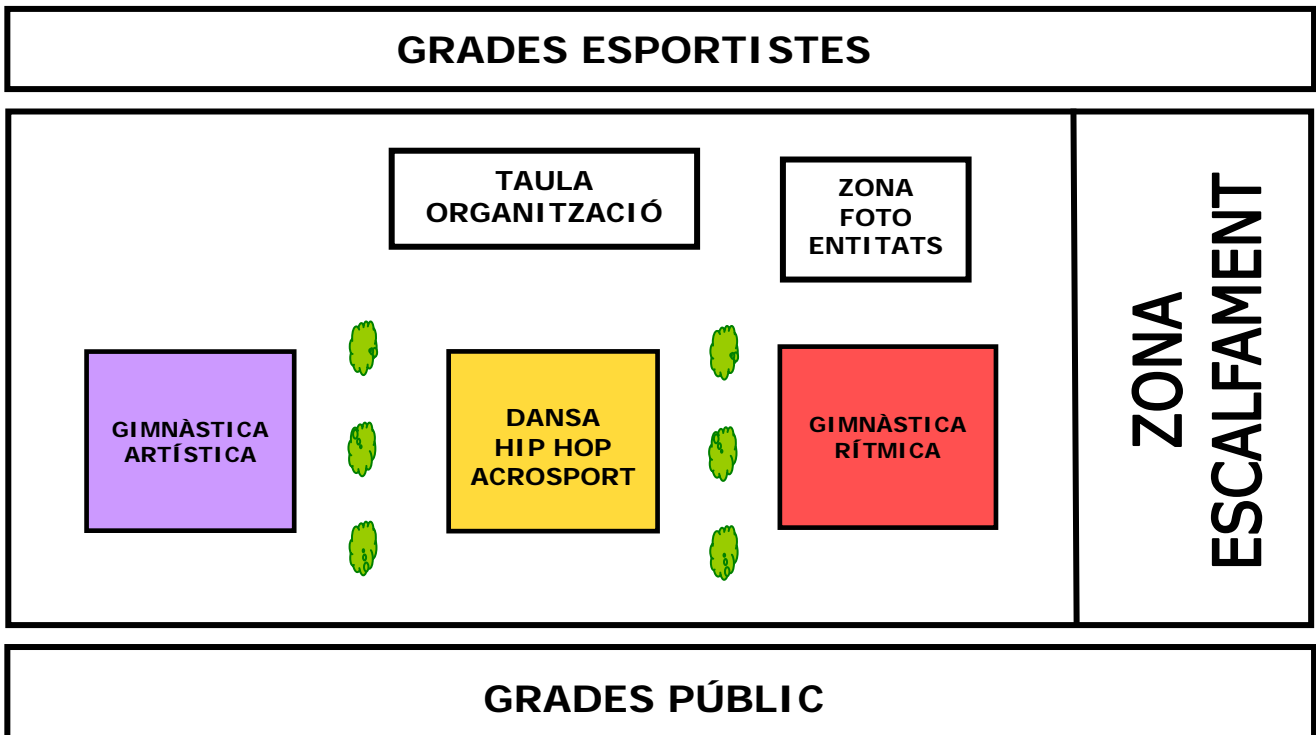 GRADES ESPORTISTES
TAULA
ORGANITZACIÓ
ZONA
FOTO
ENTITATS
GIMNÀSTICA
ARTÍSTICA
DANSA
HIP HOP
ACROSPORT
GIMNÀSTICA
RÍTMICA
ZONA
ESCALFAMENT
GRADES PÚBLIC